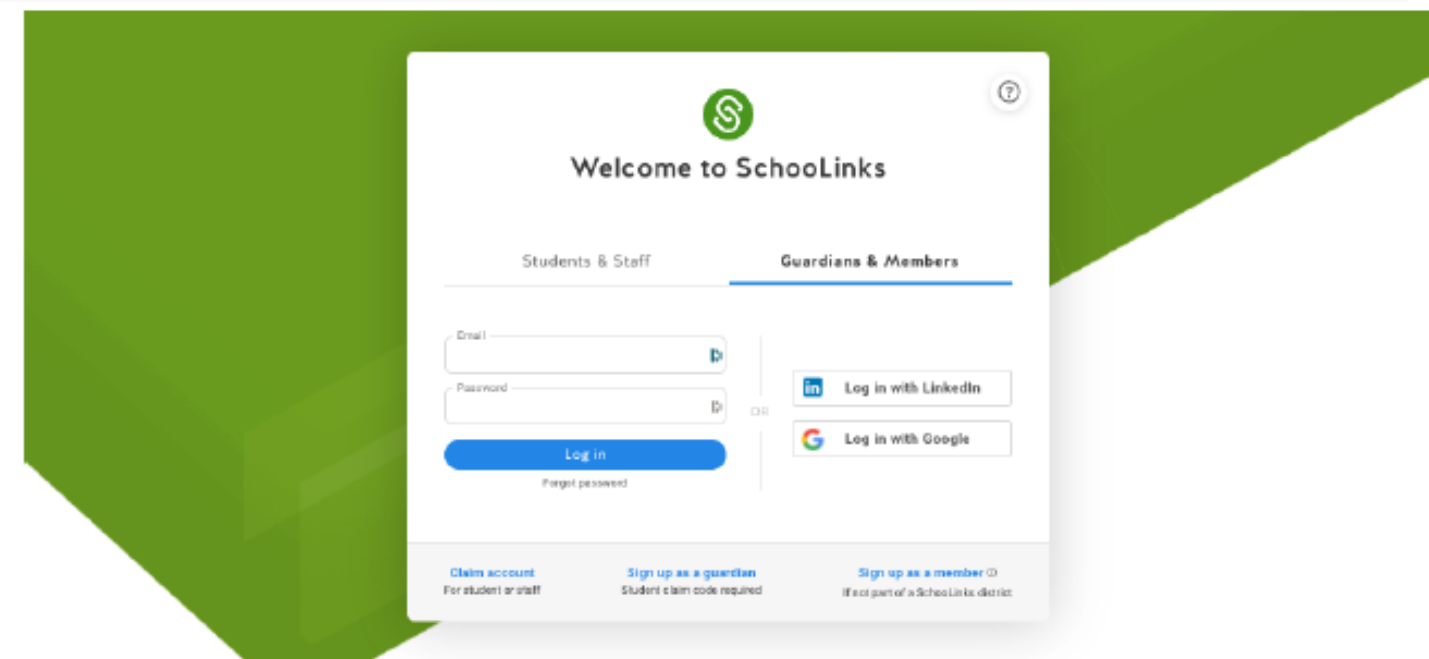 Welcome to SchooLinks
Students & Staff
Guardians & Members
Email
Password
Log in
Forgot password
OR
Log in with LinkedIn
Log in with Google
Claim account
For student or staff
Sign up as a guardian
Student claim code required
Sign up as a member
If not part of a SchooLinks district